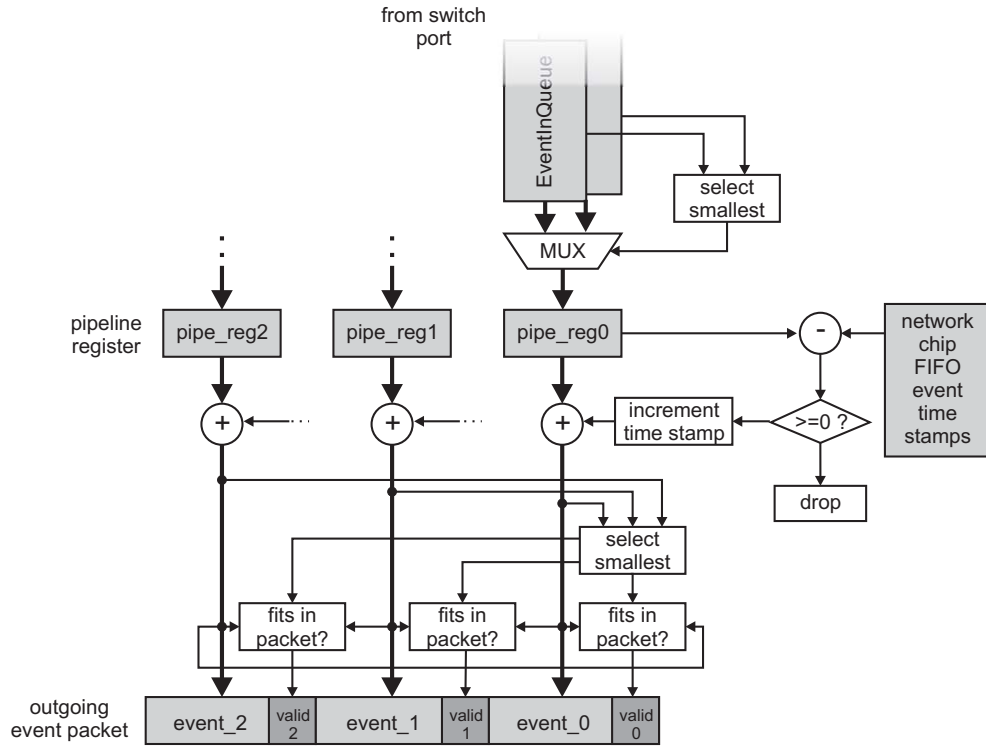 from switch
port
EventInQueue
select
smallest
MUX
pipeline
register
pipe_reg2
pipe_reg1
pipe_reg0
-
network
chip
FIFO
event
time
stamps
+
+
+
increment
time stamp
>=0 ?
drop
select
smallest
fits in
packet?
fits in
packet?
fits in
packet?
outgoing
event packet
event_2
valid
2
event_1
valid
1
event_0
valid
0